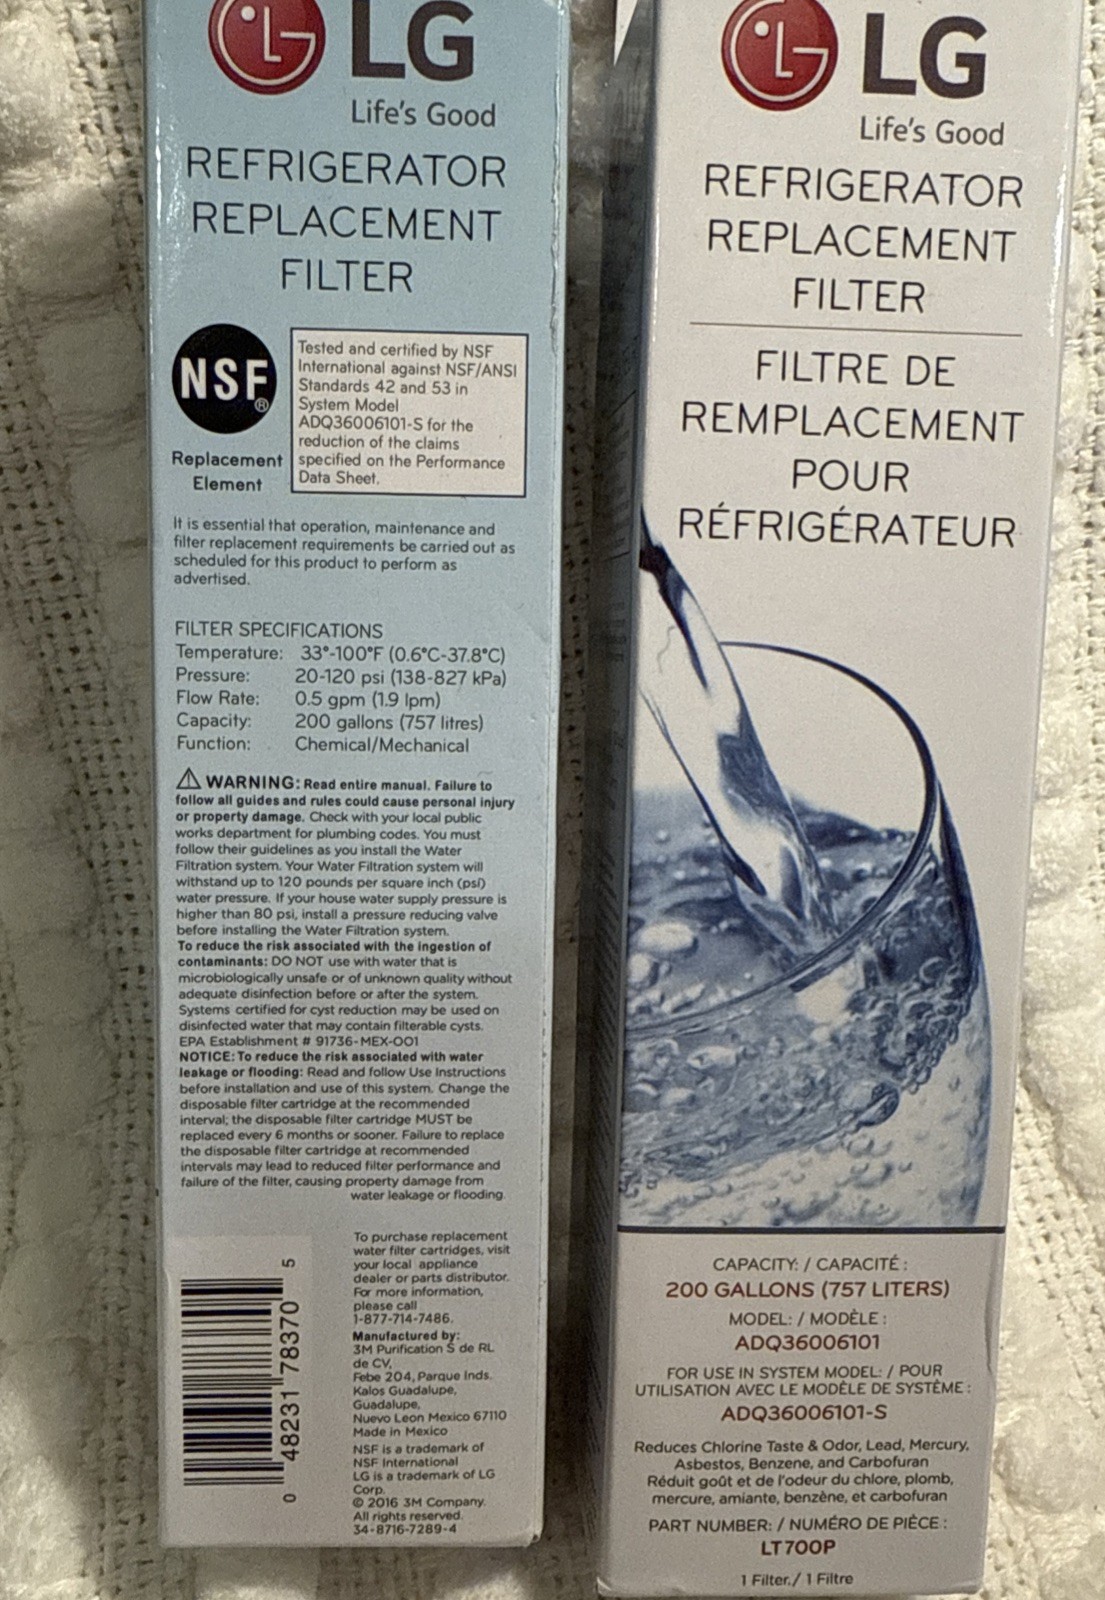 LG
Life's Good
REFRIGERATOR
REPLACEMENT
FILTER
NSF®
Replacement
Element
Tested and certified by NSF
International against NSF/ANSI
Standards 42 and 53 in
System Model
ADQ36006101-S for the
reduction of the claims
specified on the Performance
Data Sheet.
It is essential that operation, maintenance and
filter replacement requirements be carried out as
scheduled for this product to perform as
advertised.
FILTER SPECIFICATIONS
Temperature: 33°-100°F (0.6°C-37.8°C)
Pressure: 20-120 psi (138-827 kPa)
Flow Rate: 0.5 gpm (1.9 lpm)
Capacity: 200 gallons (757 litres)
Function: Chemical/Mechanical
WARNING: Read entire manual. Failure to
follow all guides and rules could cause personal injury
or property damage. Check with your local public
works department for plumbing codes. You must
follow their guidelines as you install the Water
Filtration system. Your Water Filtration system will
withstand up to 120 pounds per square inch (psi)
water pressure. If your house water supply pressure is
higher than 80 psi, install a pressure reducing valve
before installing the Water Filtration system.
To reduce the risk associated with the ingestion of
contaminants: DO NOT use with water that is
microbiologically unsafe or of unknown quality without
adequate disinfection before or after the system.
Systems certified for cyst reduction may be used on
disinfected water that may contain filterable cysts.
EPA Establishment # 91736-MEX-001
NOTICE: To reduce the risk associated with water
leakage or flooding: Read and follow Use Instructions
before installation and use of this system. Change the
disposable filter cartridge at the recommended
interval; the disposable filter cartridge MUST be
replaced every 6 months or sooner. Failure to replace
the disposable filter cartridge at recommended
intervals may lead to reduced filter performance and
failure of the filter, causing property damage from
water leakage or flooding.
To purchase replacement
water filter cartridges, visit
your local appliance
dealer or parts distributor.
For more information,
please call
1-877-714-7486.
Manufactured by:
3M Purification S de RL
de CV,
Febe 204, Parque Inds.
Kalos Guadalupe,
Guadalupe,
Nuevo Leon Mexico 67110
Made in Mexico
NSF is a trademark of
NSF International
LG is a trademark of LG
Corp.
© 2016 3M Company.
All rights reserved.
34-8716-7289-4
0 48231 78370 5
LG
Life's Good
REFRIGERATOR
REPLACEMENT
FILTER
FILTRE DE
REMPLACEMENT
POUR
RÉFRIGÉRATEUR
CAPACITY: / CAPACITÉ :
200 GALLONS (757 LITERS)
MODEL: / MODÈLE :
ADQ36006101
FOR USE IN SYSTEM MODEL: / POUR
UTILISATION AVEC LE MODÈLE DE SYSTÈME :
ADQ36006101-S
Reduces Chlorine Taste & Odor, Lead, Mercury,
Asbestos, Benzene, and Carbofuran
Réduit goût et de l'odeur du chlore, plomb,
mercure, amiante, benzène, et carbofuran
PART NUMBER: / NUMÉRO DE PIÈCE :
LT700P
1 Filter./ 1 Filtre